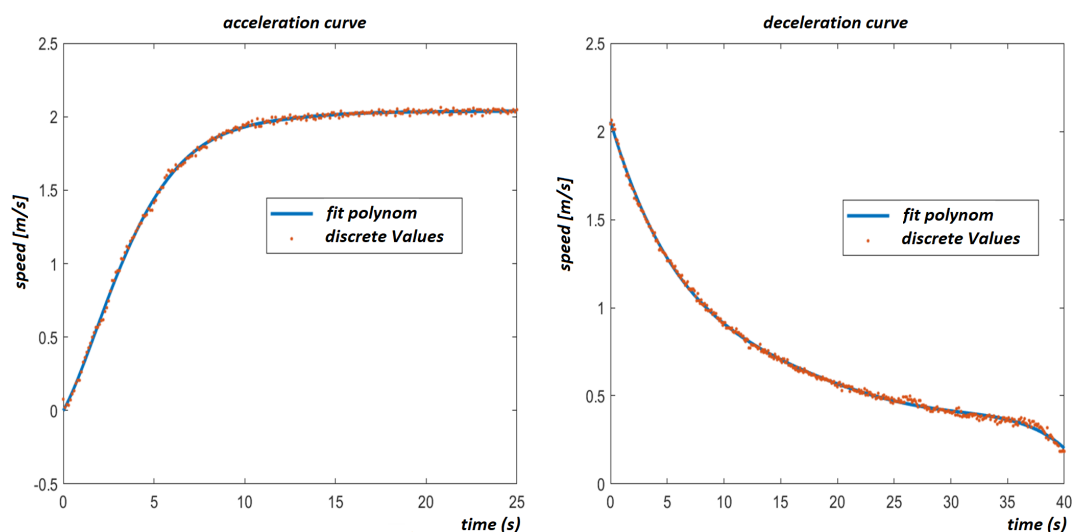 acceleration curve
2.5
2
1.5
1
0.5
0
-0.5
speed [m/s]
fit polynom
discrete Values
0 5 10 15 20 25
time (s)
deceleration curve
2.5
2
1.5
1
0.5
0
speed [m/s]
fit polynom
discrete Values
0 5 10 15 20 25 30 35 40
time (s)